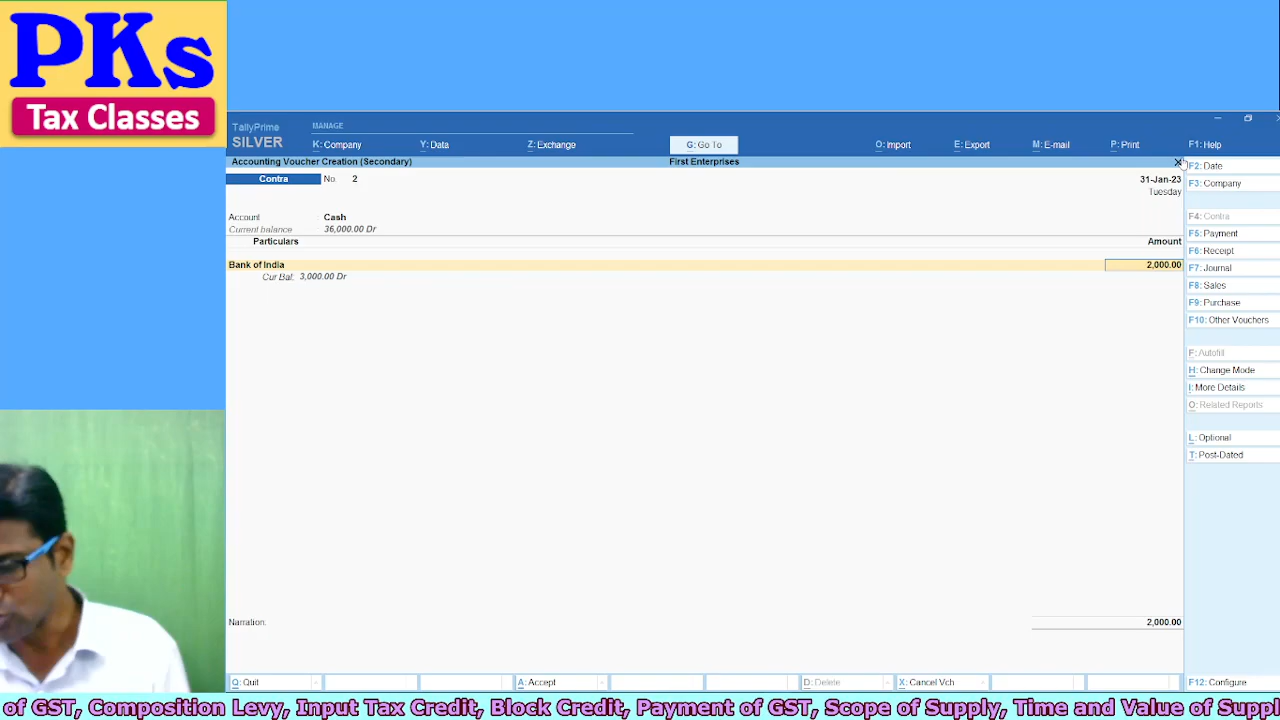 PKs
Tax Classes
TallyPrime
SILVER
MANAGE
K: Company
Y: Data
Z: Exchange
G: Go To
O: Import
E: Export
M: E-mail
P: Print
F1: Help
Accounting Voucher Creation (Secondary)
First Enterprises
Contra No. 2
31-Jan-23
Tuesday
Account : Cash
Current balance : 36,000.00 Dr
Particulars Amount
Bank of India 2,000.00
Cur Bal: 3,000.00 Dr
Narration: 2,000.00
F2: Date
F3: Company
F4: Contra
F5: Payment
F6: Receipt
F7: Journal
F8: Sales
F9: Purchase
F10: Other Vouchers
F: Autofill
H: Change Mode
I: More Details
O: Related Reports
L: Optional
T: Post-Dated
Q: Quit
A: Accept
D: Delete
X: Cancel Vch
F12: Configure
of GST, Composition Levy, Input Tax Credit, Block Credit, Payment of GST, Scope of Supply, Time and Value of Suppl